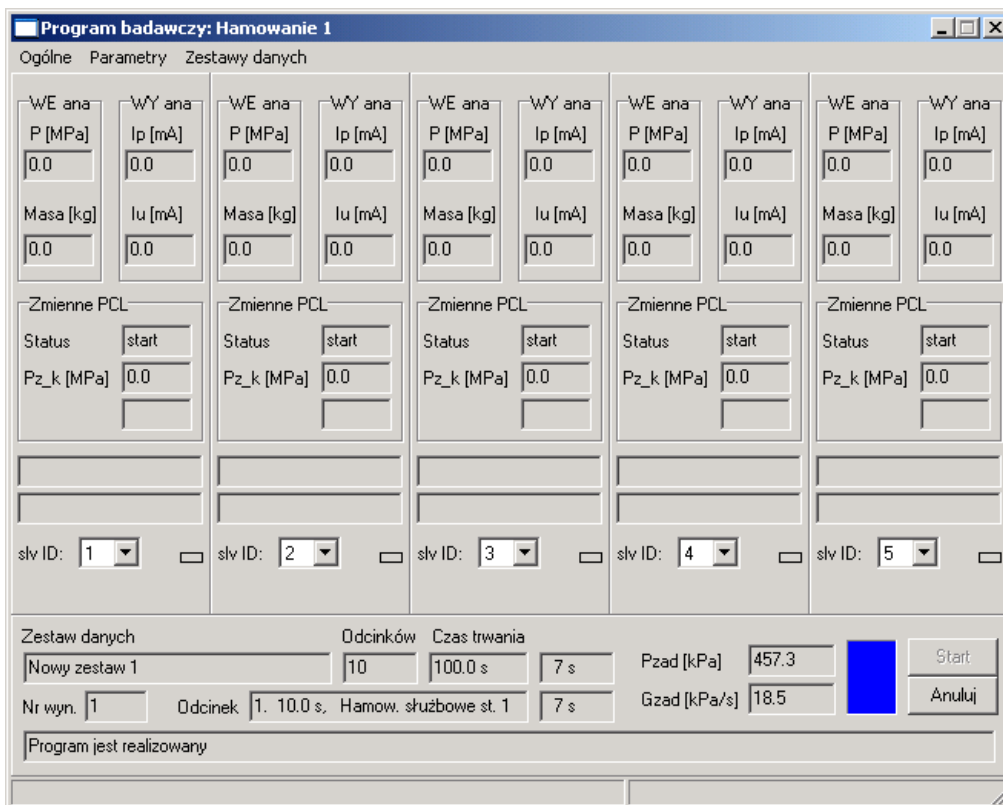 Program badawczy: Hamowanie 1
Ogólne Parametry Zestawy danych
WE ana WY ana WE ana WY ana WE ana WY ana WE ana WY ana WE ana WY ana
P [MPa] Ip [mA] P [MPa] Ip [mA] P [MPa] Ip [mA] P [MPa] Ip [mA] P [MPa] Ip [mA]
0.0 0.0 0.0 0.0 0.0 0.0 0.0 0.0 0.0 0.0
Masa [kg] Iu [mA] Masa [kg] Iu [mA] Masa [kg] Iu [mA] Masa [kg] Iu [mA] Masa [kg] Iu [mA]
0.0 0.0 0.0 0.0 0.0 0.0 0.0 0.0 0.0 0.0
Zmienne PCL Zmienne PCL Zmienne PCL Zmienne PCL Zmienne PCL
Status start Status start Status start Status start Status start
Pz_k [MPa] 0.0 Pz_k [MPa] 0.0 Pz_k [MPa] 0.0 Pz_k [MPa] 0.0 Pz_k [MPa] 0.0
slv ID: 1 slv ID: 2 slv ID: 3 slv ID: 4 slv ID: 5
Zestaw danych Odcinków Czas trwania
Nowy zestaw 1 10 100.0 s 7 s Pzad [kPa] 457.3 Start
Nr wyn. 1 Odcinek 1. 10.0 s, Hamow. służbowe st. 1 7 s Gzad [kPa/s] 18.5 Anuluj
Program jest realizowany